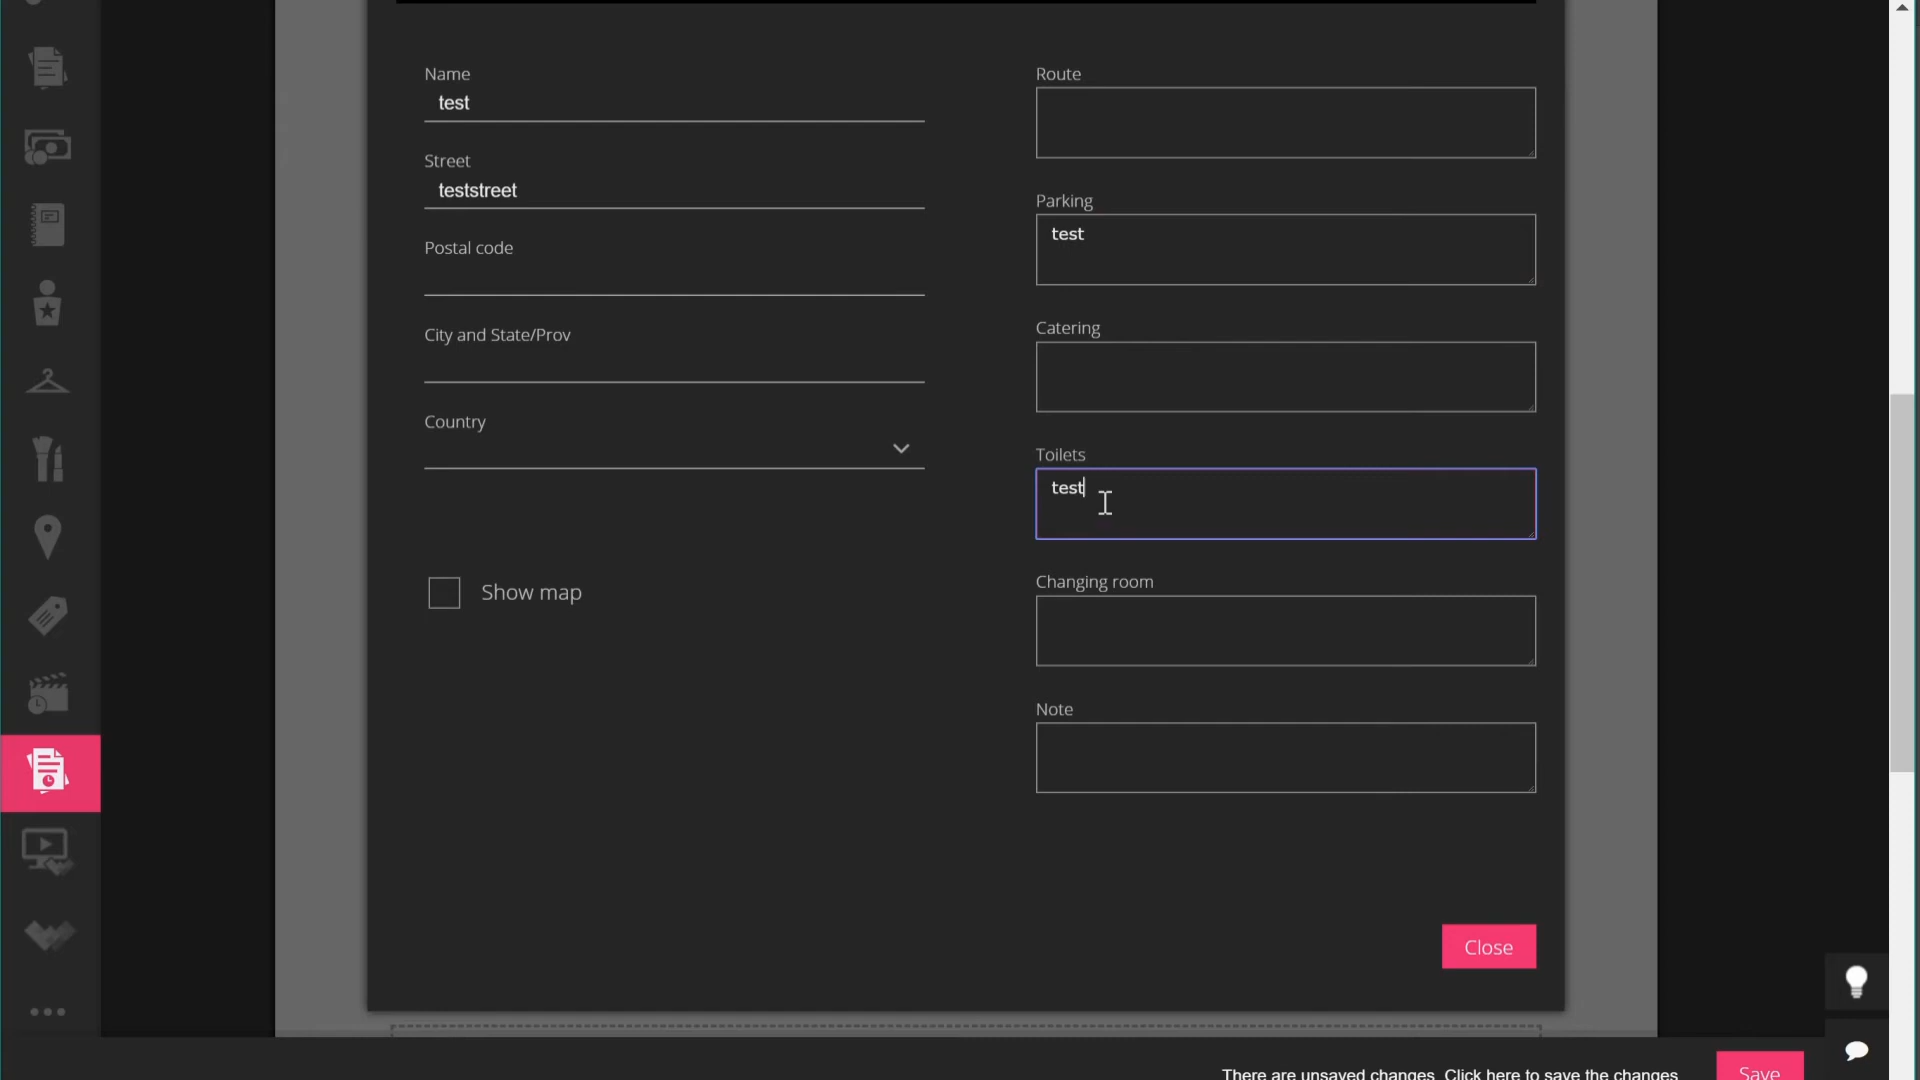 Name
test
Street
teststreet
Postal code
City and State/Prov
Country
Show map
Route
Parking
test
Catering
Toilets
test
Changing room
Note
Close
There are unsaved changes. Click here to save the changes
Save